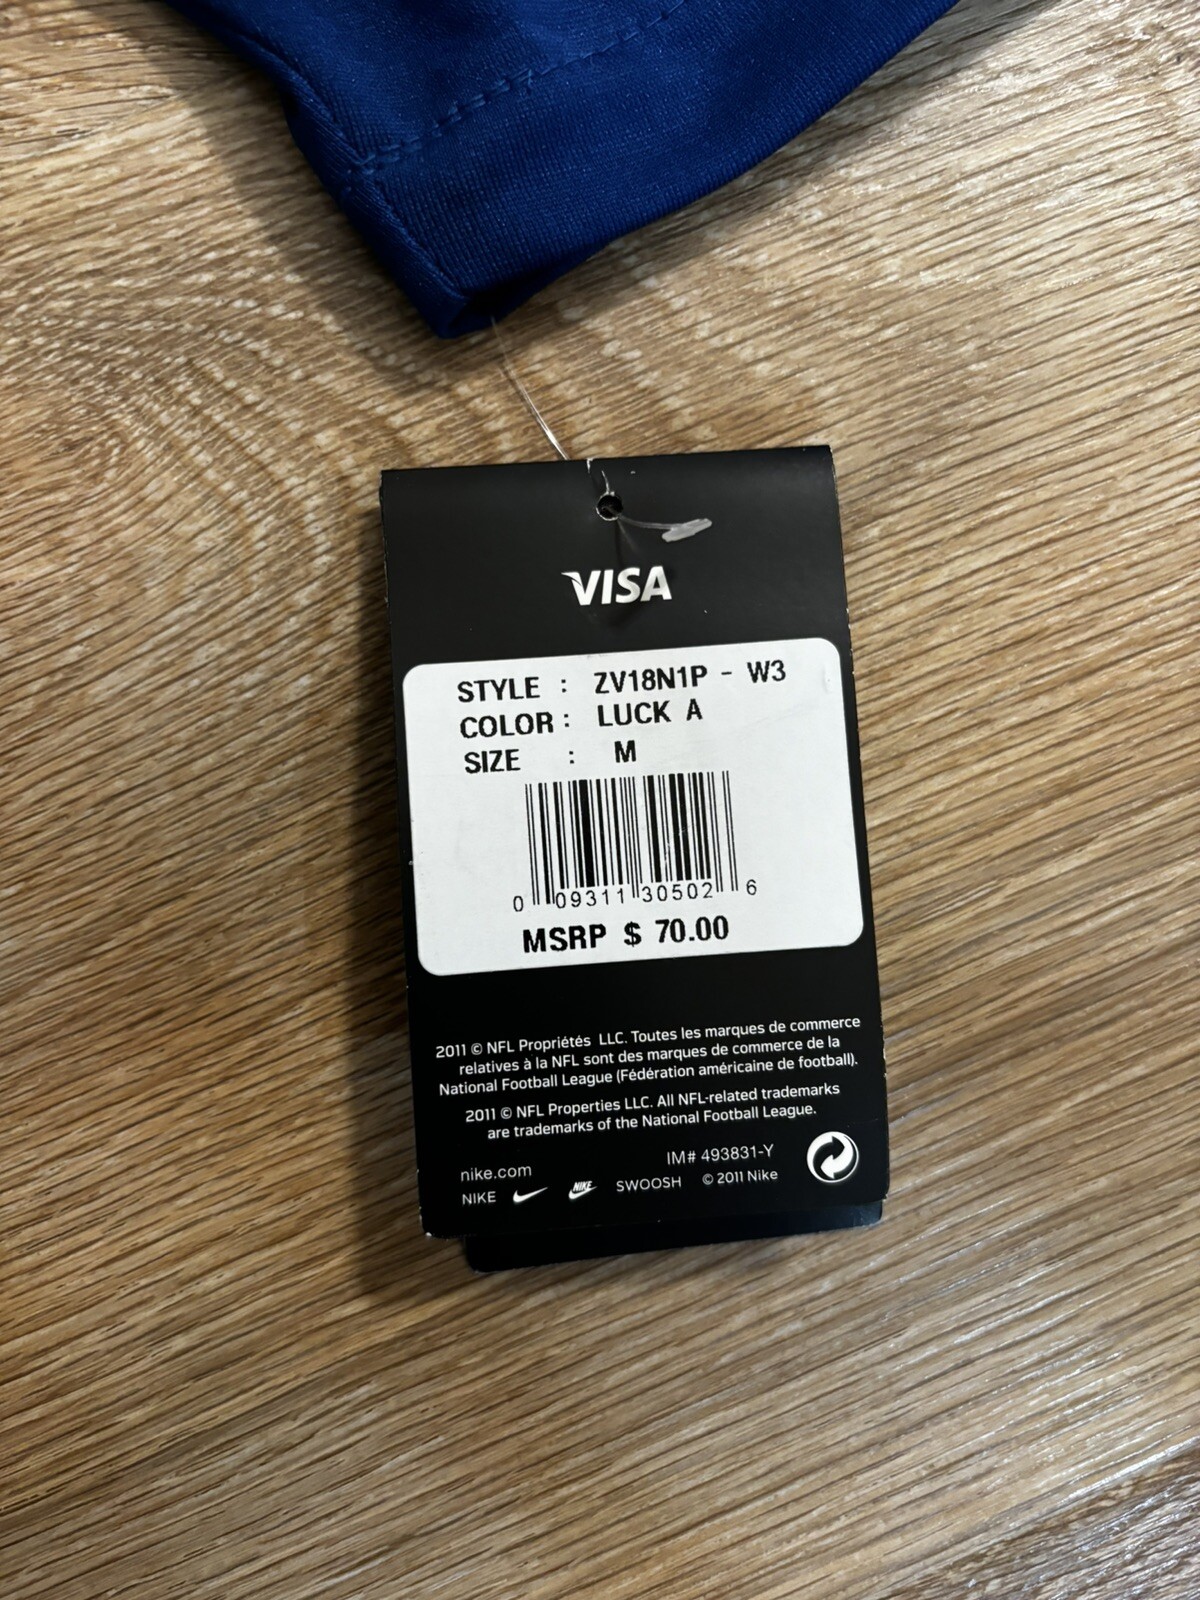 VISA
STYLE : ZV18N1P - W3
COLOR : LUCK A
SIZE : M
0 09311 30502 6
MSRP $ 70.00
2011 © NFL Propriétés LLC. Toutes les marques de commerce
relatives à la NFL sont des marques de commerce de la
National Football League (Fédération américaine de football).
2011 © NFL Properties LLC. All NFL-related trademarks
are trademarks of the National Football League.
nike.com IM# 493831-Y
NIKE NIKE SWOOSH © 2011 Nike